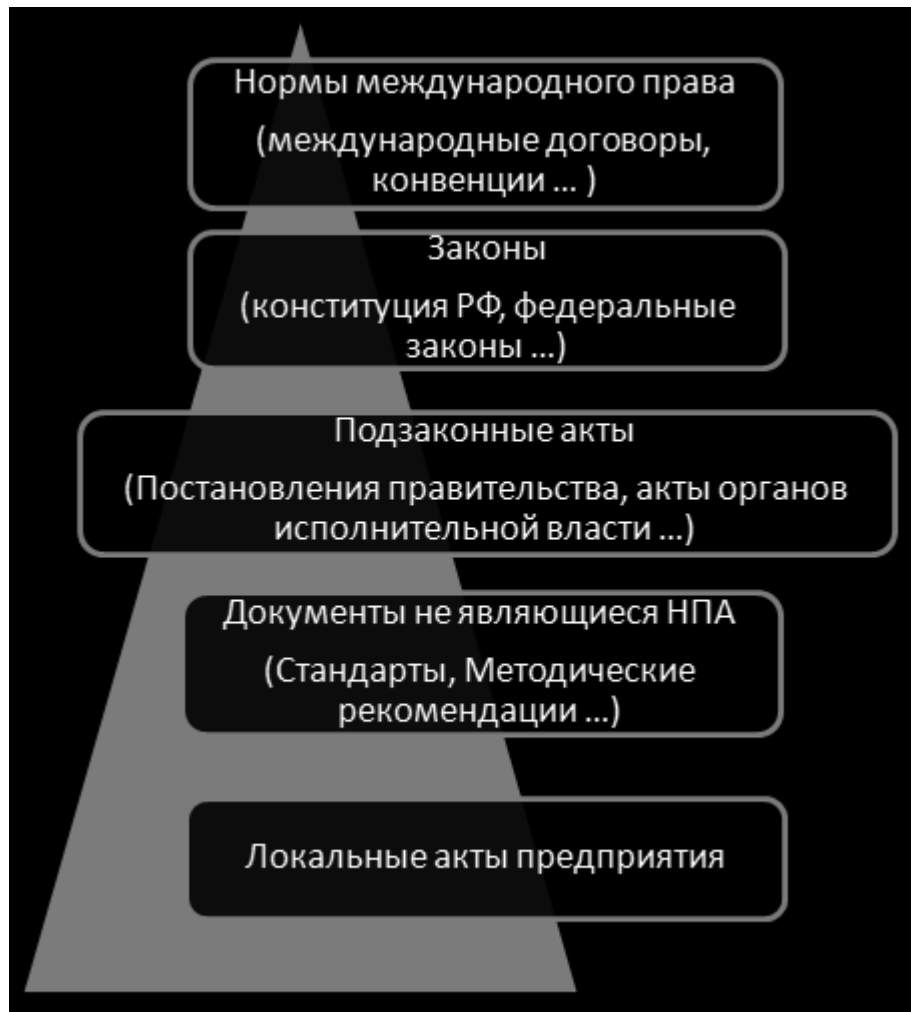 Нормы международного права
(международные договоры,
конвенции ... )
Законы
(конституция РФ, федеральные
законы ...)
Подзаконные акты
(Постановления правительства, акты органов
исполнительной власти ...)
Документы не являющиеся НПА
(Стандарты, Методические
рекомендации ...)
Локальные акты предприятия